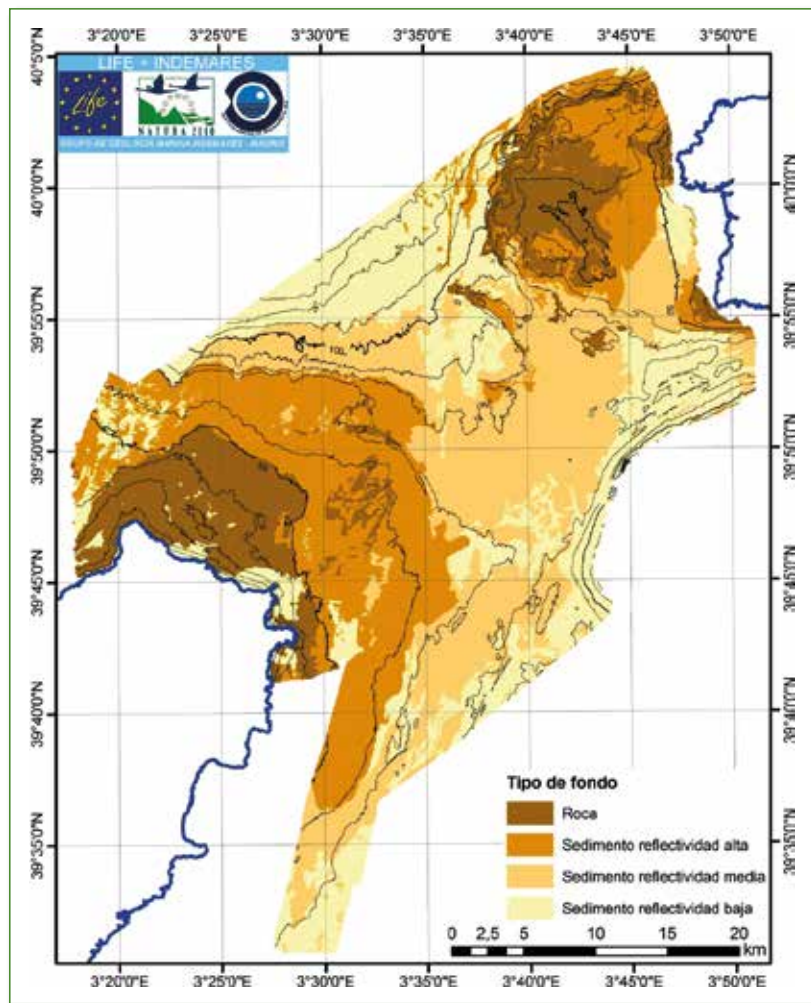 3°20'0"E 3°25'0"E 3°30'0"E 3°35'0"E 3°40'0"E 3°45'0"E 3°50'0"E
LIFE + INDEMARES
Life
NATURA 2000
40°5'0"N
40°0'0"N 40°0'0"N
39°55'0"N 39°55'0"N
100
39°50'0"N 39°50'0"N
39°45'0"N 39°45'0"N
39°40'0"N 39°40'0"N
39°35'0"N 39°35'0"N
Tipo de fondo
Roca
Sedimento reflectividad alta
Sedimento reflectividad media
Sedimento reflectividad baja
0 2,5 5 10 15 20
km
3°20'0"E 3°25'0"E 3°30'0"E 3°35'0"E 3°40'0"E 3°45'0"E 3°50'0"E